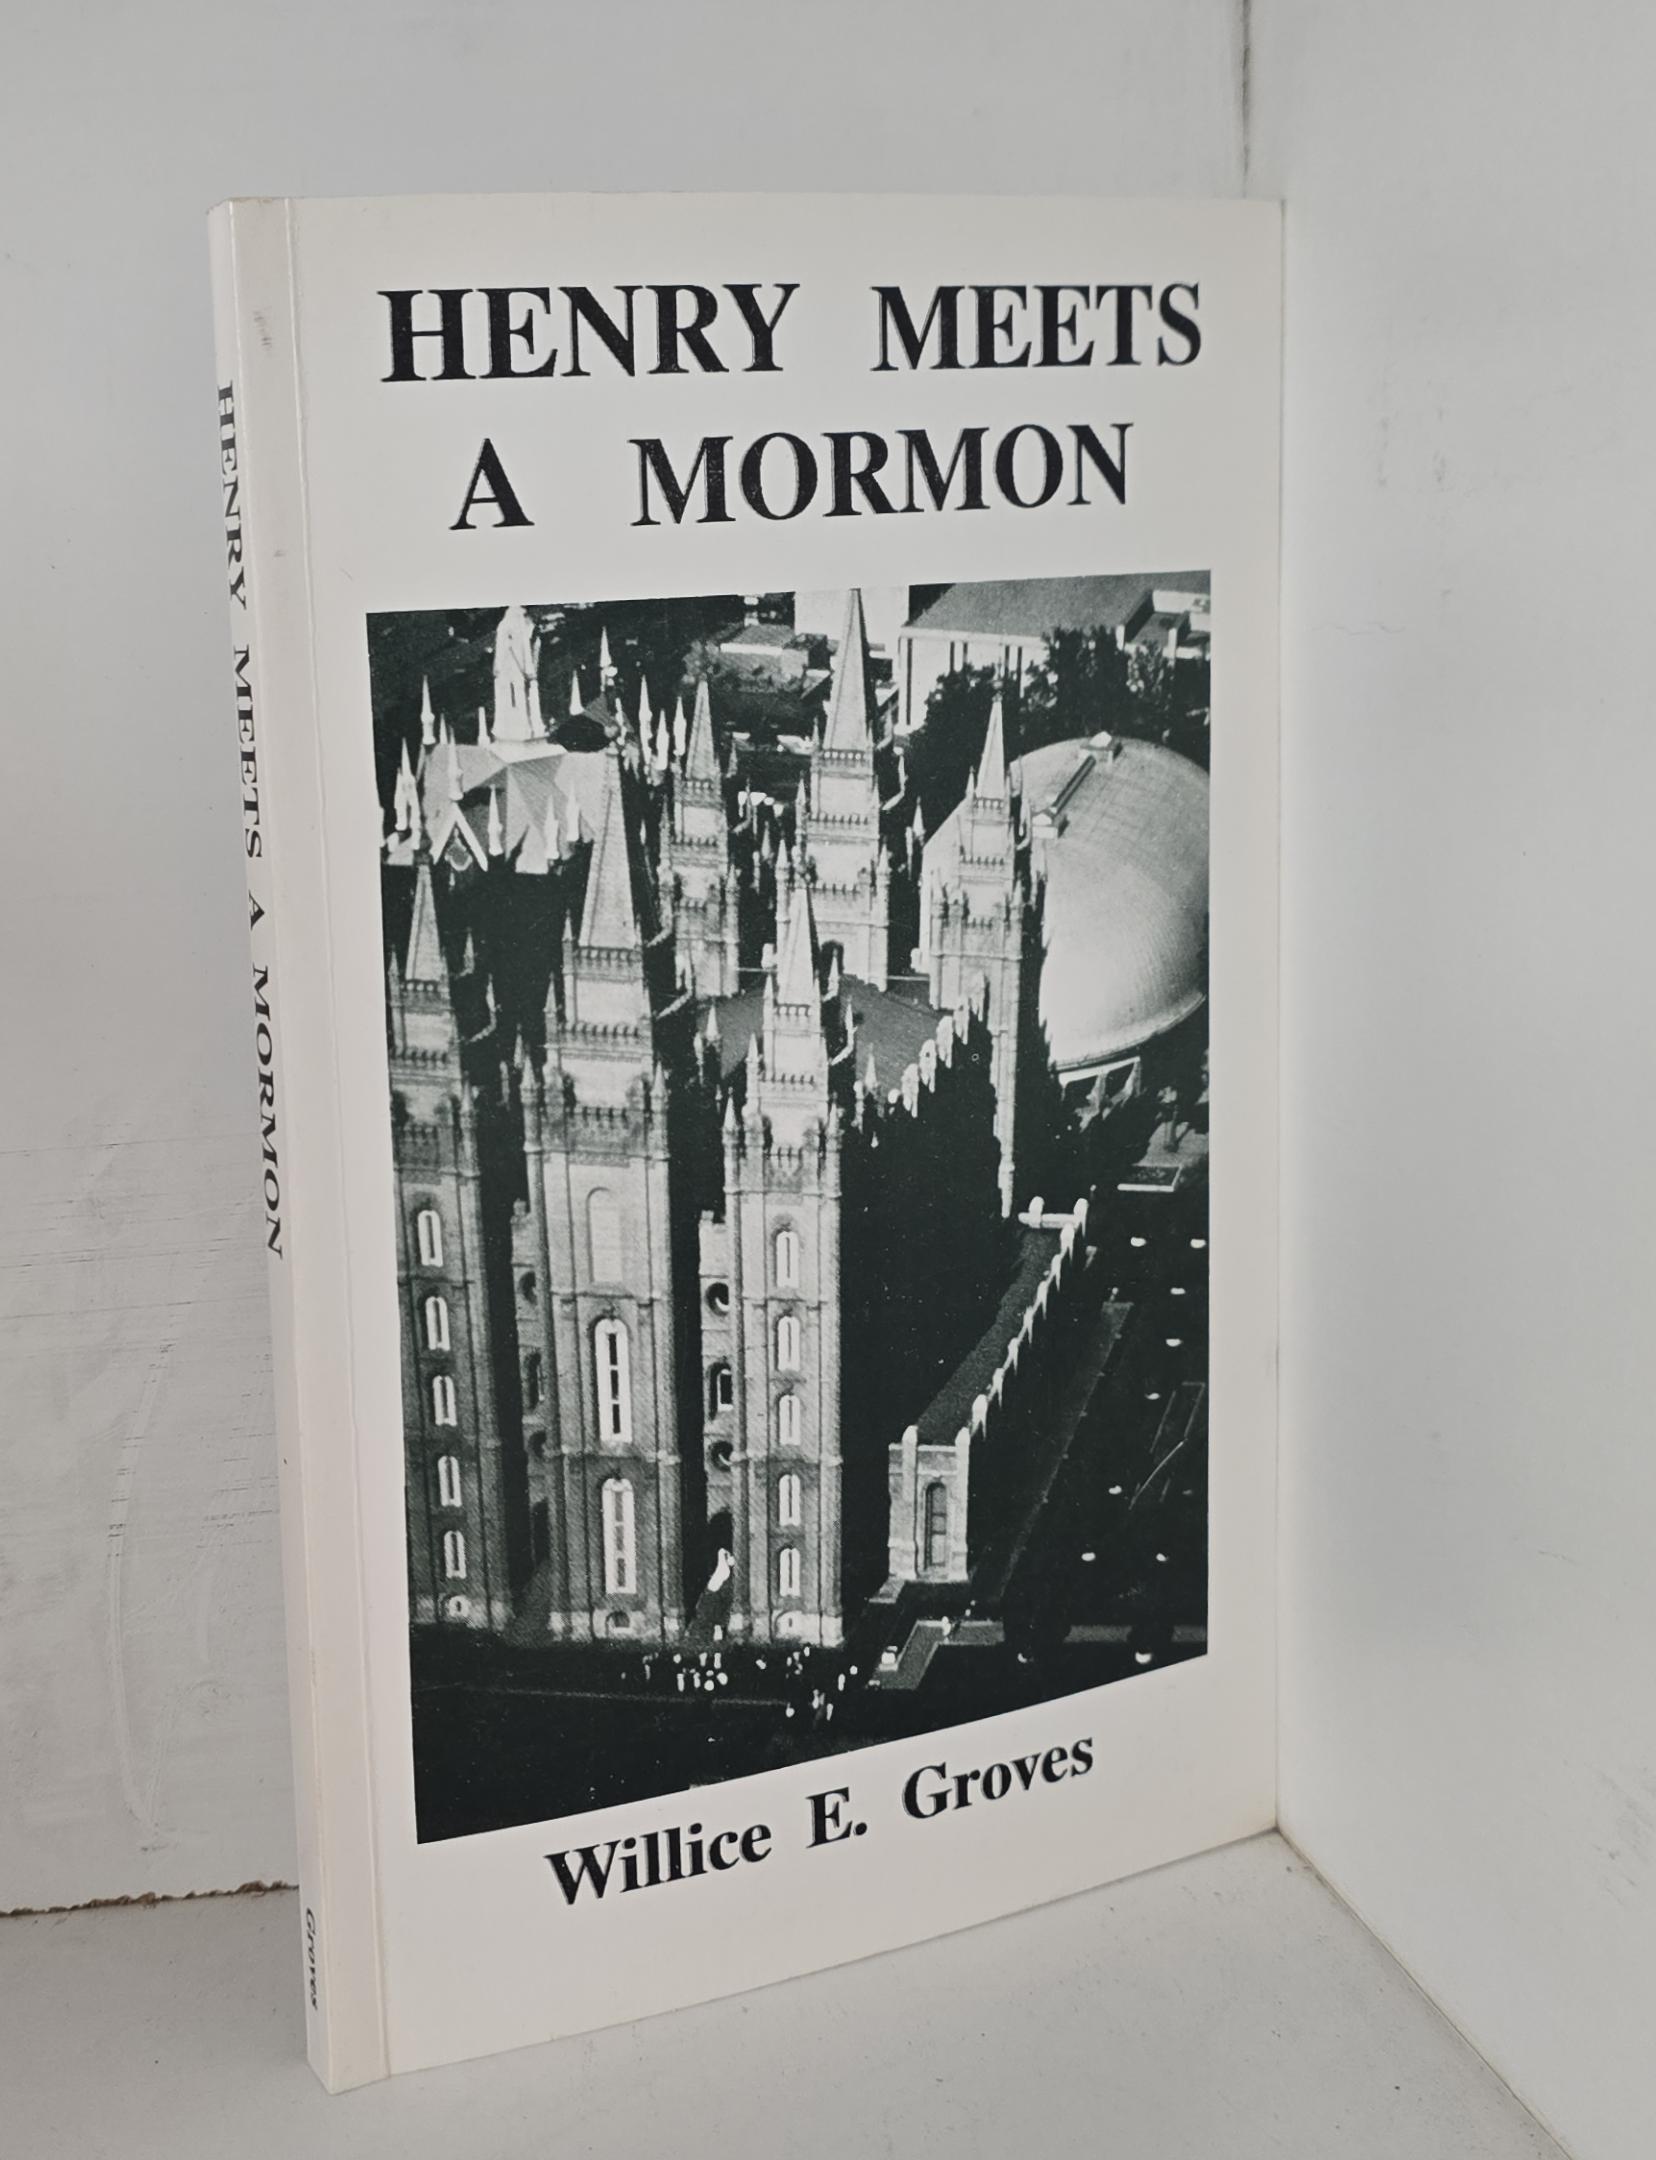 HENRY MEETS
A MORMON
Willice E. Groves
HENRY MEETS A MORMON
Groves